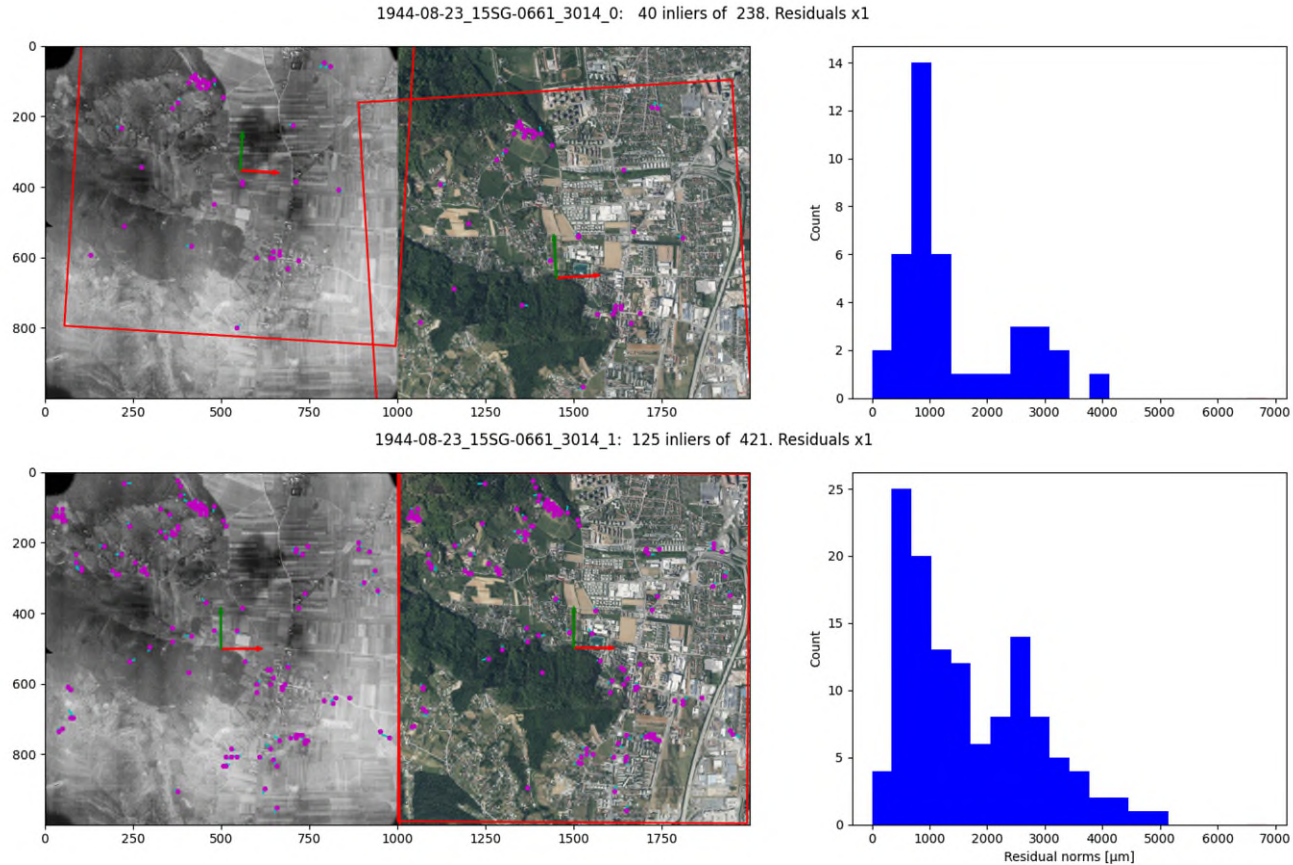 1944-08-23_15SG-0661_3014_0: 40 inliers of 238. Residuals x1
0
200
400
600
800
0 250 500 750 1000 1250 1500 1750
14
12
10
8
6
4
2
0
Count
0 1000 2000 3000 4000 5000 6000 7000
1944-08-23_15SG-0661_3014_1: 125 inliers of 421. Residuals x1
0
200
400
600
800
0 250 500 750 1000 1250 1500 1750
25
20
15
10
5
0
Count
0 1000 2000 3000 4000 5000 6000 7000
Residual norms [μm]